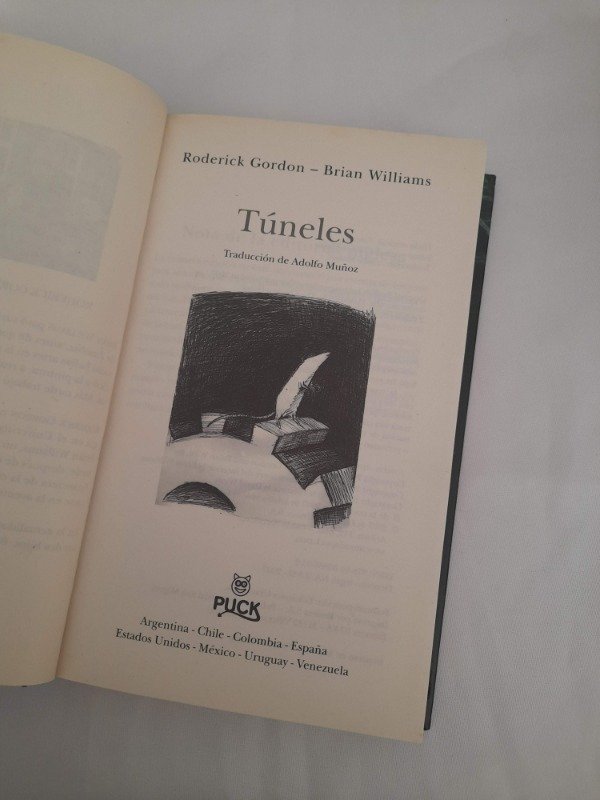 Roderick Gordon – Brian Williams
Túneles
Traducción de Adolfo Muñoz
PUCK
Argentina - Chile - Colombia - España
Estados Unidos - México - Uruguay - Venezuela